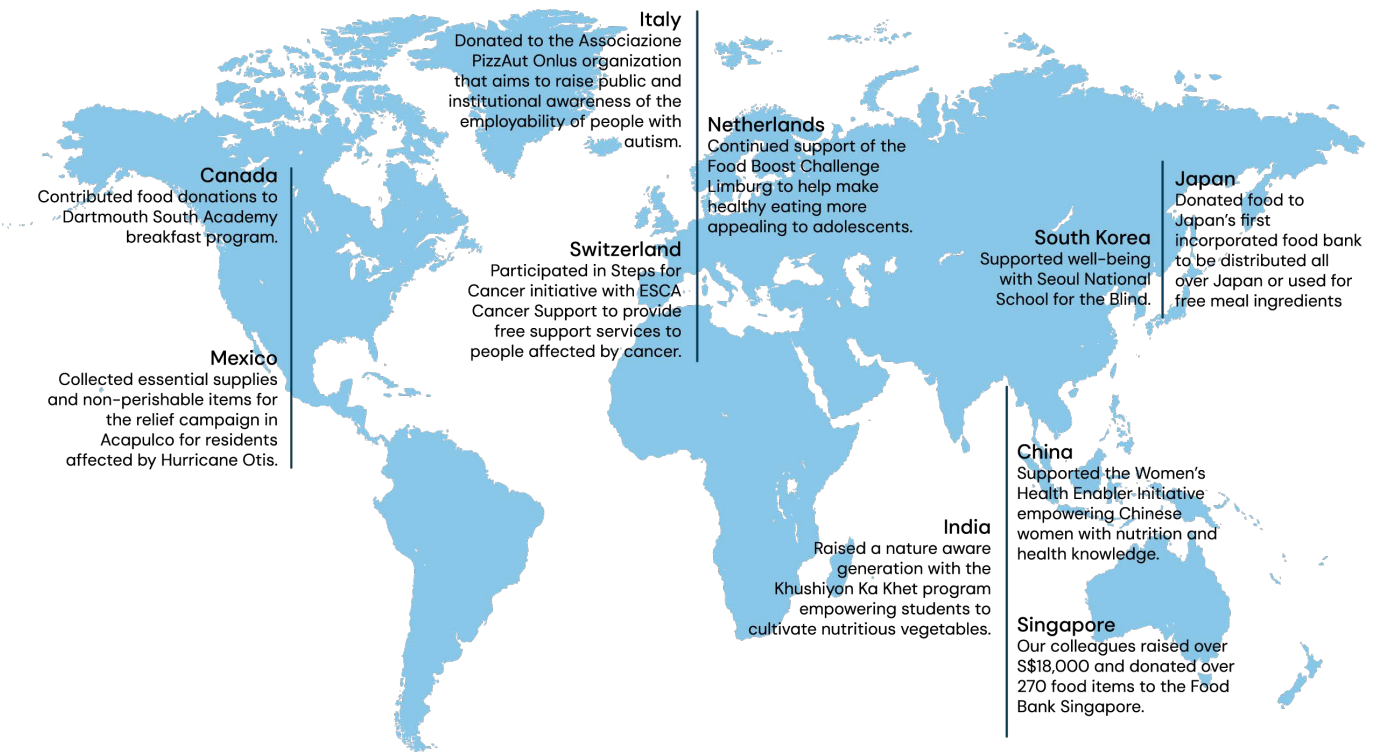 Italy
Donated to the Associazione
PizzAut Onlus organization
that aims to raise public and
institutional awareness of the
employability of people with
autism.
Netherlands
Continued support of the
Food Boost Challenge
Limburg to help make
healthy eating more
appealing to adolescents.
Canada
Contributed food donations to
Dartmouth South Academy
breakfast program.
Japan
Donated food to
Japan's first
incorporated food bank
to be distributed all
over Japan or used for
free meal ingredients
South Korea
Supported well-being
with Seoul National
School for the Blind.
Switzerland
Participated in Steps for
Cancer initiative with ESCA
Cancer Support to provide
free support services to
people affected by cancer.
Mexico
Collected essential supplies
and non-perishable items for
the relief campaign in
Acapulco for residents
affected by Hurricane Otis.
China
Supported the Women's
Health Enabler Initiative
empowering Chinese
women with nutrition and
health knowledge.
India
Raised a nature aware
generation with the
Khushiyon Ka Khet program
empowering students to
cultivate nutritious vegetables.
Singapore
Our colleagues raised over
S$18,000 and donated over
270 food items to the Food
Bank Singapore.